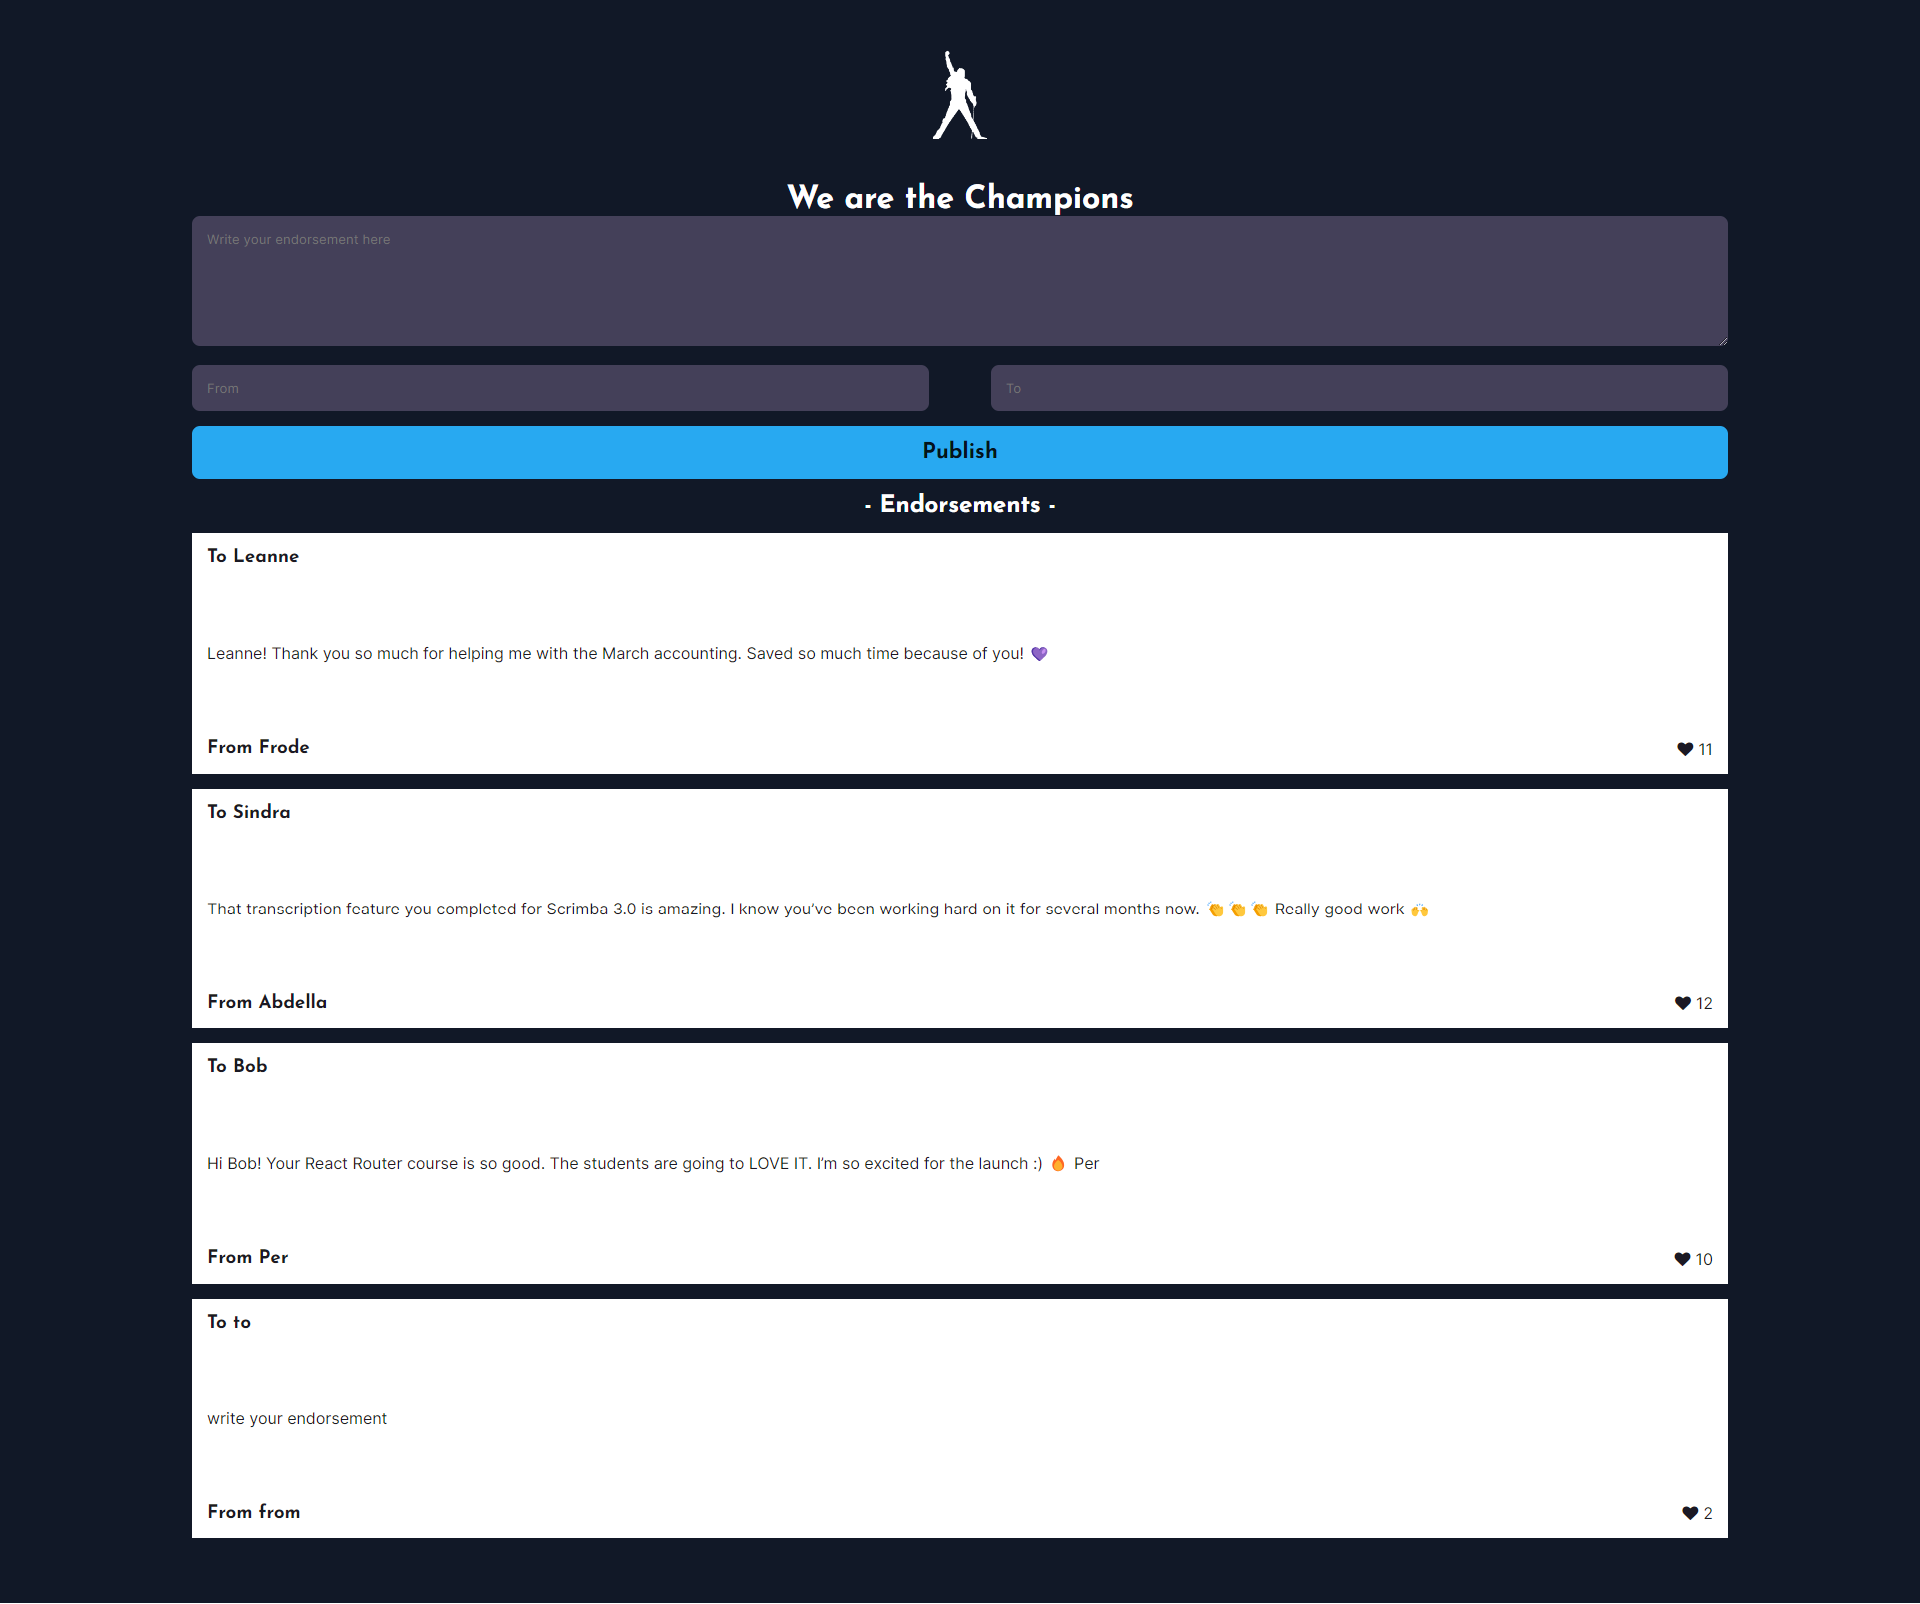 We are the Champions
Write your endorsement here
From
To
Publish
- Endorsements -
To Leanne
Leanne! Thank you so much for helping me with the March accounting. Saved so much time because of you! 💜
From Frode
♥ 11
To Sindra
That transcription feature you completed for Scrimba 3.0 is amazing. I know you’ve been working hard on it for several months now. 👏👏👏 Really good work 🙌
From Abdella
♥ 12
To Bob
Hi Bob! Your React Router course is so good. The students are going to LOVE IT. I’m so excited for the launch :) 🔥 Per
From Per
♥ 10
To to
write your endorsement
From from
♥ 2